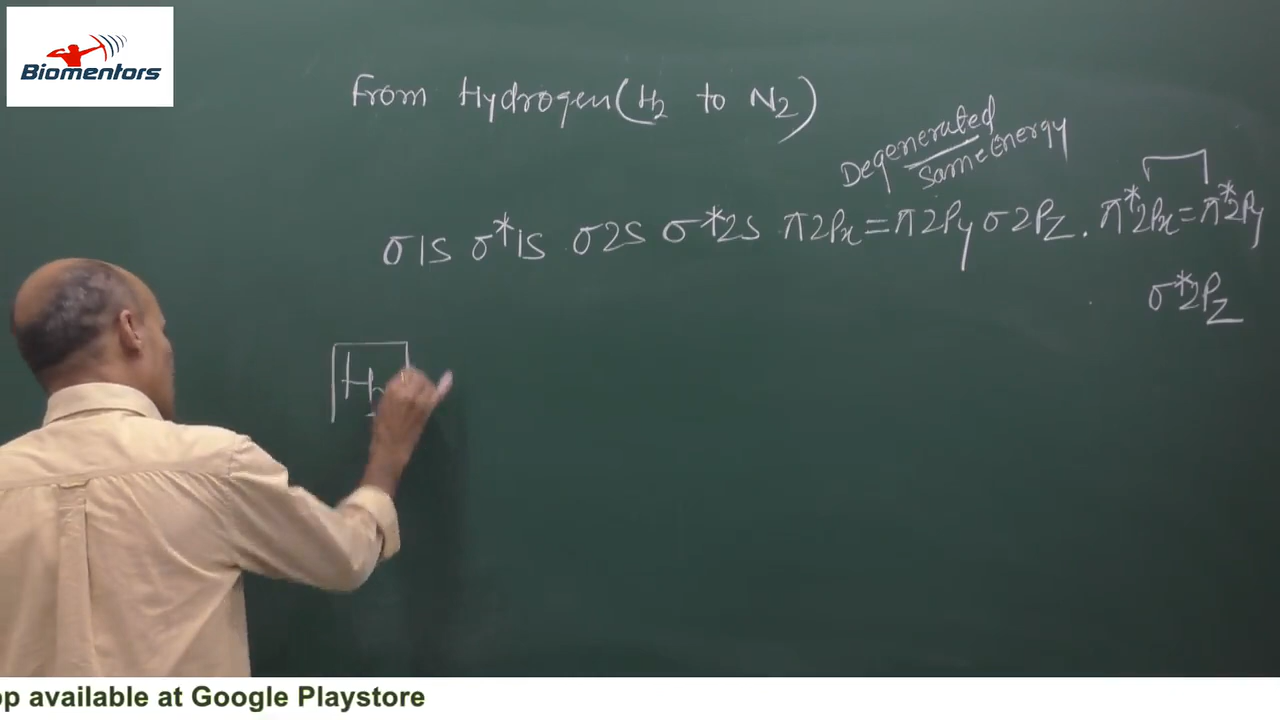 Biomentors
From Hydrogen (H2 to N2)
Degenerated
Same Energy
σ1s σ*1s σ2s σ*2s π2Px = π2Py σ2Pz . π*2Px = π*2Py
σ*2Pz
H2
pp available at Google Playstore